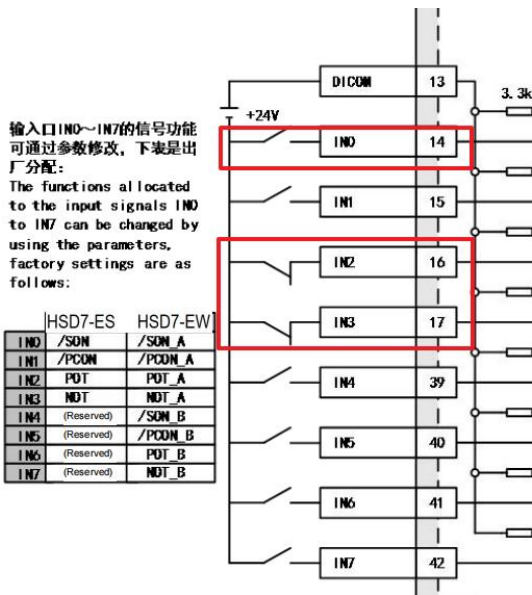 DICOM 13
3.3k
+24V
IN0 14
IN1 15
IN2 16
IN3 17
IN4 39
IN5 40
IN6 41
IN7 42
输入口IN0～IN7的信号功能
可通过参数修改，下表是出
厂分配：
The functions allocated
to the input signals IN0
to IN7 can be changed by
using the parameters,
factory settings are as
follows:
HSD7-ES HSD7-EW
IN0 /SON /SON_A
IN1 /PCON /PCON_A
IN2 POT POT_A
IN3 NOT NOT_A
IN4 (Reserved) /SON_B
IN5 (Reserved) /PCON_B
IN6 (Reserved) POT_B
IN7 (Reserved) NOT_B